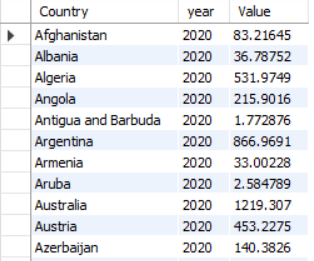 Country year Value
Afghanistan 2020 83.21645
Albania 2020 36.78752
Algeria 2020 531.9749
Angola 2020 215.9016
Antigua and Barbuda 2020 1.772876
Argentina 2020 866.9691
Armenia 2020 33.00228
Aruba 2020 2.584789
Australia 2020 1219.307
Austria 2020 453.2275
Azerbaijan 2020 140.3826